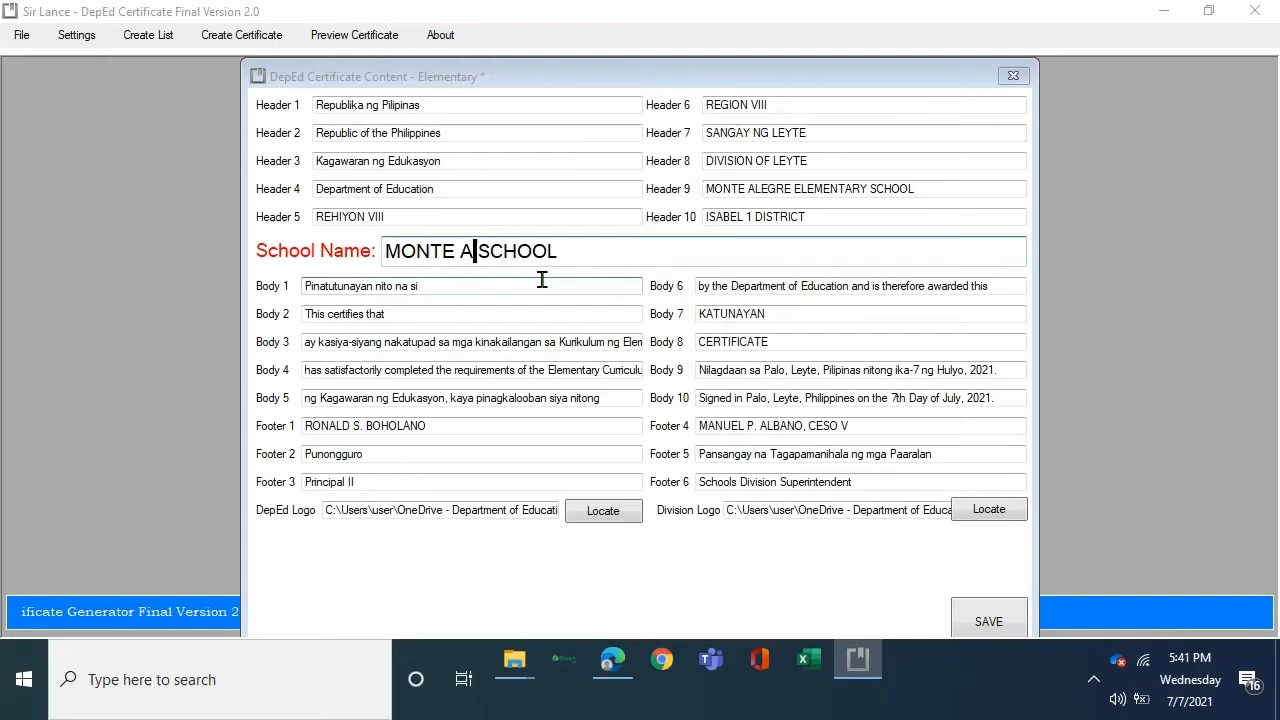 Sir Lance - DepEd Certificate Final Version 2.0
File Settings Create List Create Certificate Preview Certificate About
DepEd Certificate Content - Elementary *
Header 1 Republika ng Pilipinas Header 6 REGION VIII
Header 2 Republic of the Philippines Header 7 SANGAY NG LEYTE
Header 3 Kagawaran ng Edukasyon Header 8 DIVISION OF LEYTE
Header 4 Department of Education Header 9 MONTE ALEGRE ELEMENTARY SCHOOL
Header 5 REHIYON VIII Header 10 ISABEL 1 DISTRICT
School Name: MONTE A SCHOOL
Body 1 Pinatutunayan nito na si Body 6 by the Department of Education and is therefore awarded this
Body 2 This certifies that Body 7 KATUNAYAN
Body 3 ay kasiya-siyang nakatupad sa mga kinakailangan sa Kurikulum ng Elem Body 8 CERTIFICATE
Body 4 has satisfactorily completed the requirements of the Elementary Curriculu Body 9 Nilagdaan sa Palo, Leyte, Pilipinas nitong ika-7 ng Hulyo, 2021.
Body 5 ng Kagawaran ng Edukasyon, kaya pinagkalooban siya nitong Body 10 Signed in Palo, Leyte, Philippines on the 7th Day of July, 2021.
Footer 1 RONALD S. BOHOLANO Footer 4 MANUEL P. ALBANO, CESO V
Footer 2 Punongguro Footer 5 Pansangay na Tagapamanihala ng mga Paaralan
Footer 3 Principal II Footer 6 Schools Division Superintendent
DepEd Logo C:\Users\user\OneDrive - Department of Educati Locate Division Logo C:\Users\user\OneDrive - Department of Educa Locate
ificate Generator Final Version 2
SAVE
Type here to search
5:41 PM
Wednesday
7/7/2021
16